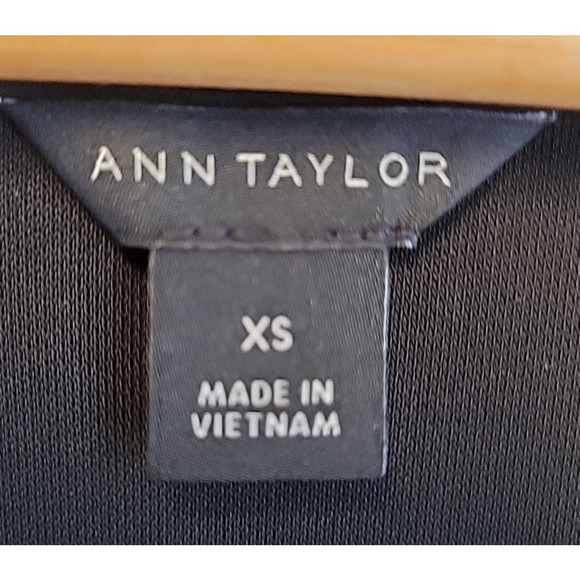 ANN TAYLOR
XS
MADE IN
VIETNAM